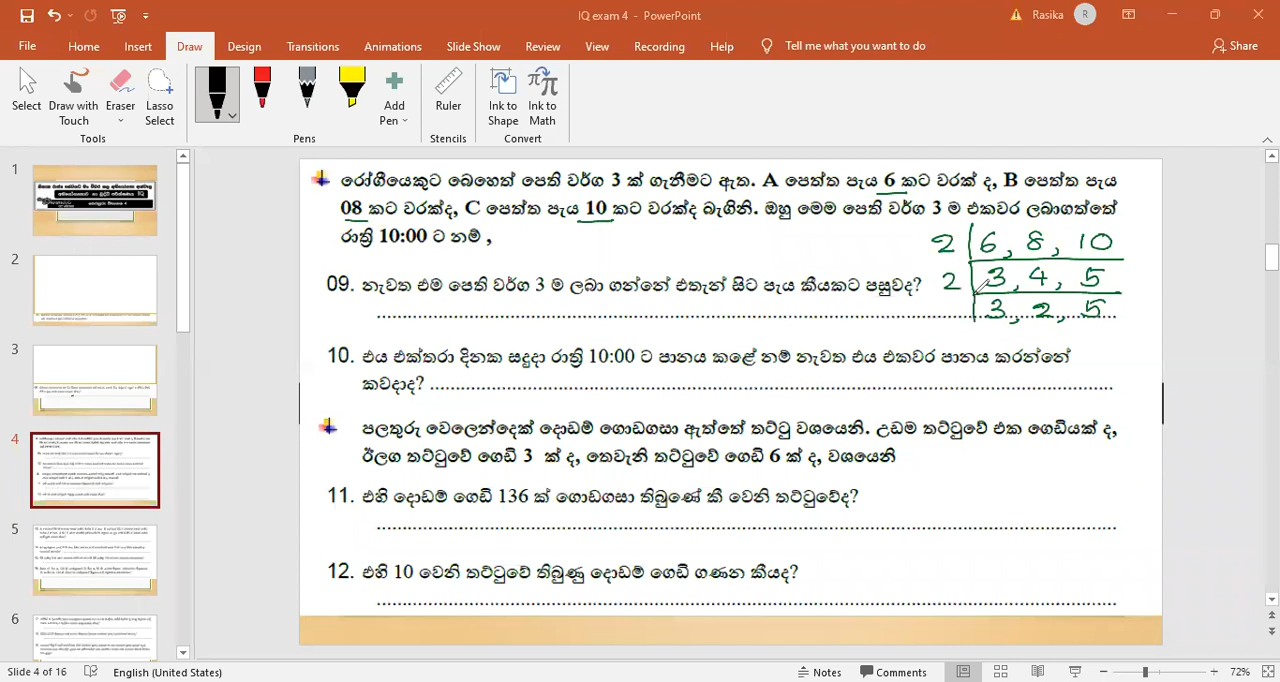 IQ exam 4 - PowerPoint
Rasika R
File Home Insert Draw Design Transitions Animations Slide Show Review View Recording Help Tell me what you want to do Share
Select Draw with Touch Eraser Lasso Select Add Pen Ruler Ink to Shape Ink to Math
Tools Pens Stencils Convert
1
2
3
4
5
6
රෝගීයෙකුට බෙහෙත් පෙති වර්ග 3 ක් ගැනීමට ඇත. A පෙත්ත පැය 6 කට වරක් ද, B පෙත්ත පැය
08 කට වරක්ද, C පෙත්ත පැය 10 කට වරක්ද බැගිනි. ඔහු මෙම පෙති වර්ග 3 ම එකවර ලබාගත්තේ
රාත්‍රි 10:00 ට නම් ,
2 6, 8, 10
2 3, 4, 5
3, 2, 5
09. නැවත එම පෙති වර්ග 3 ම ලබා ගන්නේ එතැන් සිට පැය කීයකට පසුවද?
10. එය එක්තරා දිනක සඳුදා රාත්‍රි 10:00 ට පානය කළේ නම් නැවත එය එකවර පානය කරන්නේ
කවදාද?
පලතුරු වෙලෙන්දෙක් දොඩම් ගොඩගසා ඇත්තේ තට්ටු වශයෙනි. උඩම තට්ටුවේ එක ගෙඩියක් ද,
ඊලග තට්ටුවේ ගෙඩි 3 ක් ද, තෙවැනි තට්ටුවේ ගෙඩි 6 ක් ද, වශයෙනි
11. එහි දොඩම් ගෙඩි 136 ක් ගොඩගසා තිබුණේ කී වෙනි තට්ටුවේද?
12. එහි 10 වෙනි තට්ටුවේ තිබුණු දොඩම් ගෙඩි ගණන කීයද?
Slide 4 of 16 English (United States) Notes Comments 72%